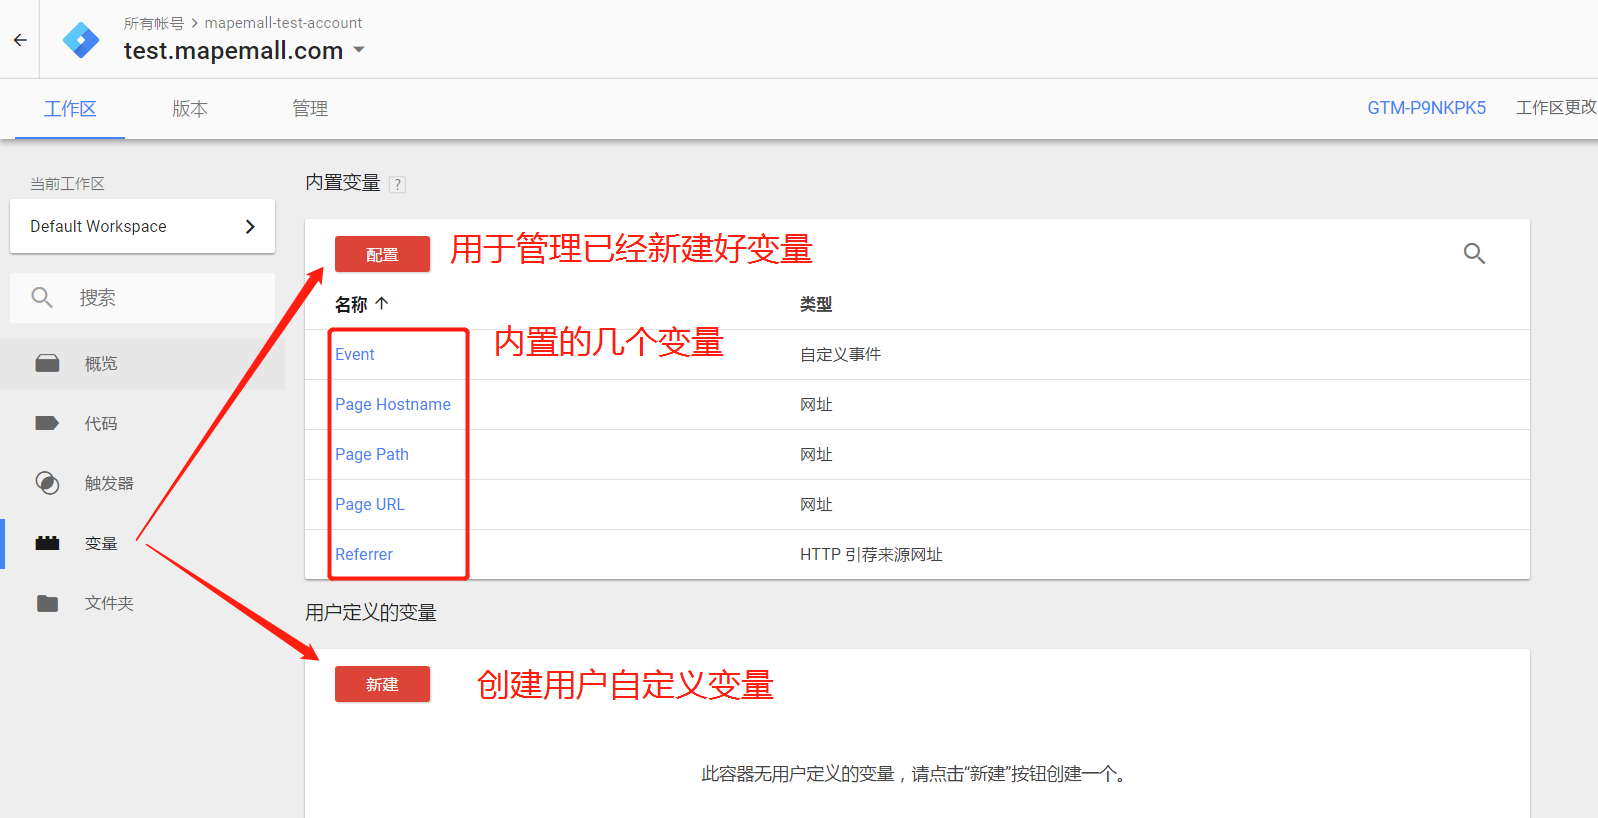 所有帐号 > mapemall-test-account
test.mapemall.com
工作区 版本 管理 GTM-P9NKPK5 工作区更改
当前工作区
Default Workspace
搜索
概览
代码
触发器
变量
文件夹
内置变量 ?
配置 用于管理已经新建好变量
名称 ↑ 类型
内置的几个变量
Event 自定义事件
Page Hostname 网址
Page Path 网址
Page URL 网址
Referrer HTTP 引荐来源网址
用户定义的变量
新建 创建用户自定义变量
此容器无用户定义的变量，请点击“新建”按钮创建一个。